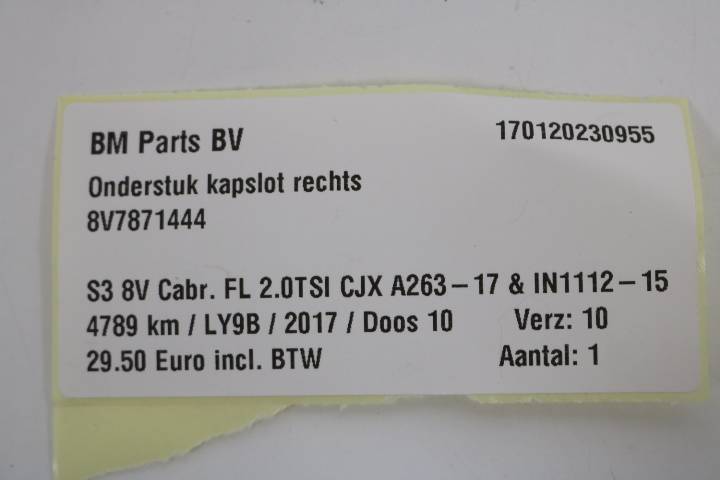 BM Parts BV 170120230955
Onderstuk kapslot rechts
8V7871444
S3 8V Cabr. FL 2.0TSI CJX A263-17 & IN1112-15
4789 km / LY9B / 2017 / Doos 10 Verz: 10
29.50 Euro incl. BTW Aantal: 1